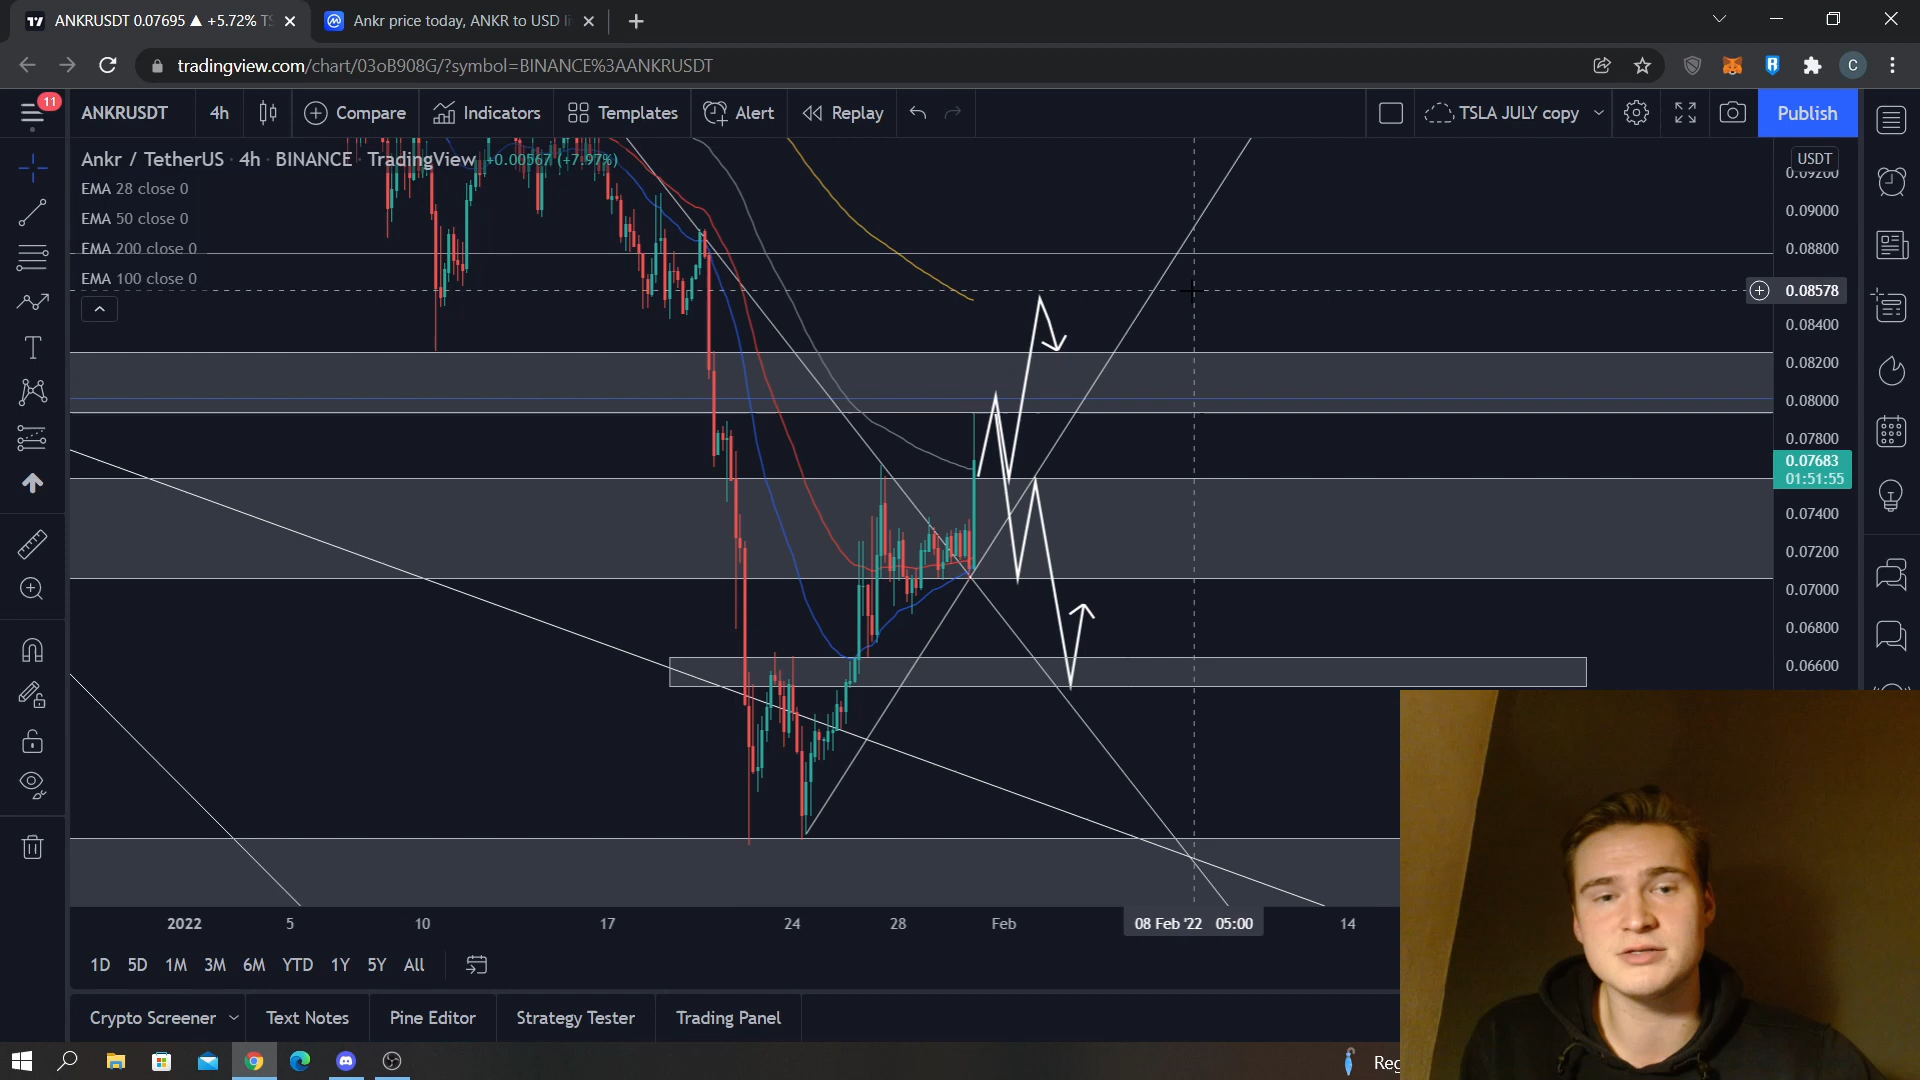 ANKRUSDT 0.07695 ▲ +5.72% TS
Ankr price today, ANKR to USD li
tradingview.com/chart/03oB908G/?symbol=BINANCE%3AANKRUSDT
C
11
ANKRUSDT
4h
Compare
Indicators
Templates
Alert
Replay
TSLA JULY copy
Publish
Ankr / TetherUS · 4h · BINANCE · TradingView +0.00567 (+7.97%)
EMA 28 close 0
EMA 50 close 0
EMA 200 close 0
EMA 100 close 0
USDT
0.09200
0.09000
0.08800
0.08578
0.08400
0.08200
0.08000
0.07800
0.07683
01:51:55
0.07400
0.07200
0.07000
0.06800
0.06600
2022
5
10
17
24
28
Feb
08 Feb '22 05:00
14
1D 5D 1M 3M 6M YTD 1Y 5Y All
Crypto Screener
Text Notes
Pine Editor
Strategy Tester
Trading Panel